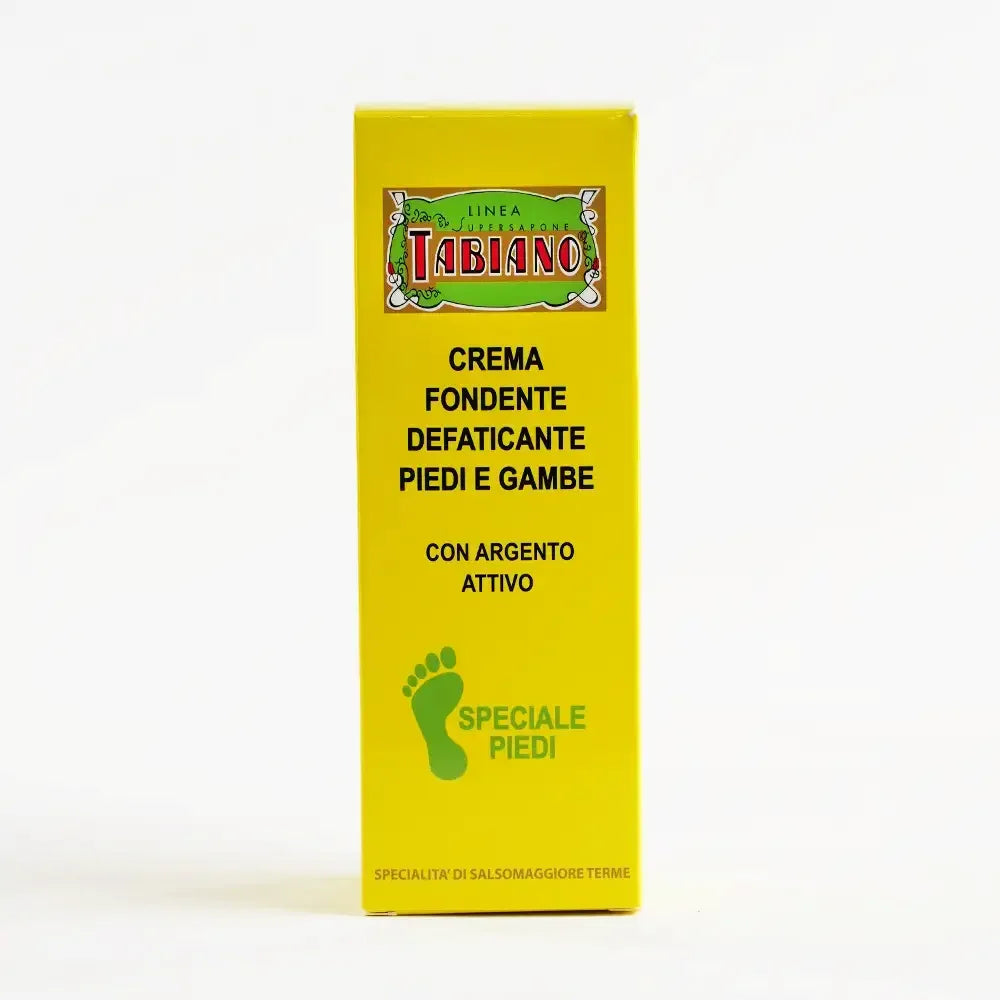 LINEA
SUPERSAPONE
TABIANO
CREMA
FONDENTE
DEFATICANTE
PIEDI E GAMBE
CON ARGENTO
ATTIVO
SPECIALE
PIEDI
SPECIALITA' DI SALSOMAGGIORE TERME